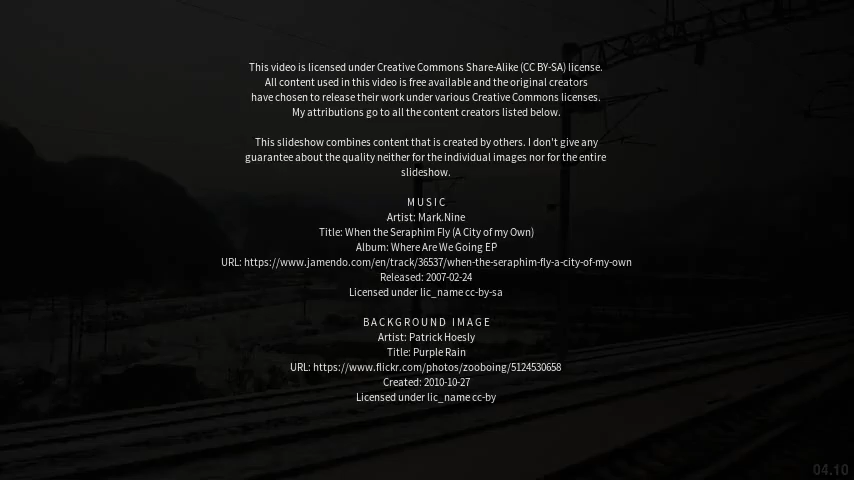 This video is licensed under Creative Commons Share-Alike (CC BY-SA) license.
All content used in this video is free available and the original creators
have chosen to release their work under various Creative Commons licenses.
My attributions go to all the content creators listed below.
This slideshow combines content that is created by others. I don't give any
guarantee about the quality neither for the individual images nor for the entire
slideshow.
MUSIC
Artist: Mark.Nine
Title: When the Seraphim Fly (A City of my Own)
Album: Where Are We Going EP
URL: https://www.jamendo.com/en/track/36537/when-the-seraphim-fly-a-city-of-my-own
Released: 2007-02-24
Licensed under lic_name cc-by-sa
BACKGROUND IMAGE
Artist: Patrick Hoesly
Title: Purple Rain
URL: https://www.flickr.com/photos/zooboing/5124530658
Created: 2010-10-27
Licensed under lic_name cc-by
04.10